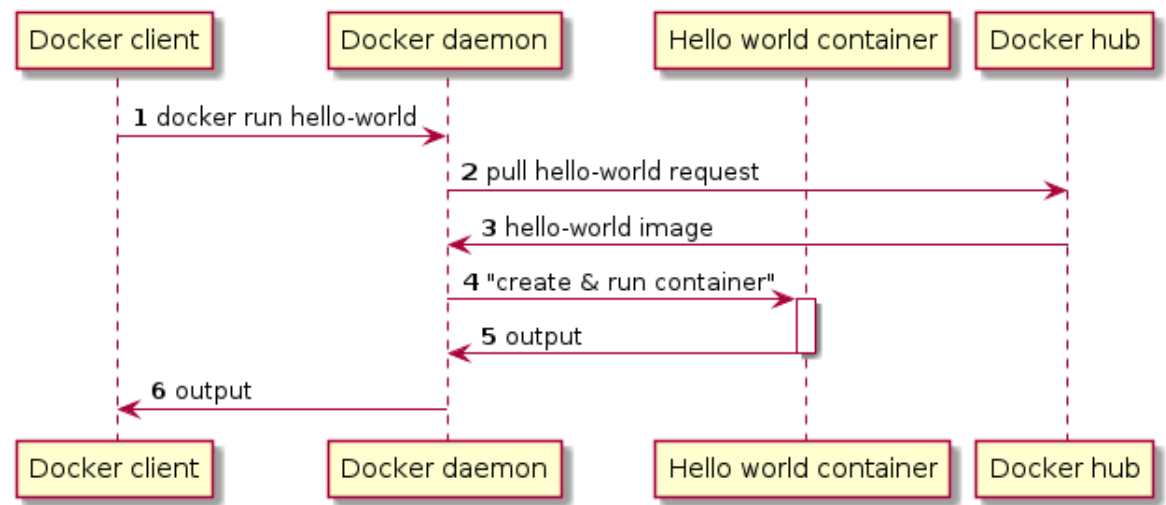 Docker client Docker daemon Hello world container Docker hub
1 docker run hello-world
2 pull hello-world request
3 hello-world image
4 "create & run container"
5 output
6 output
Docker client Docker daemon Hello world container Docker hub